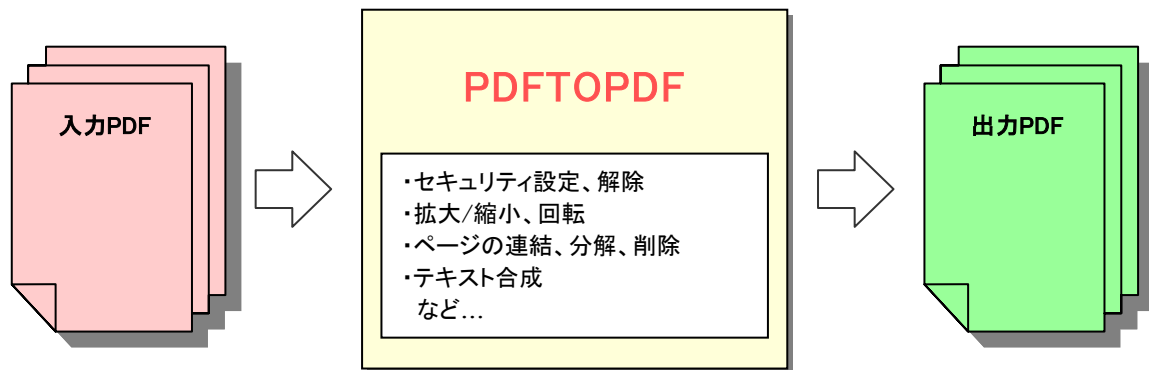 PDFTOPDF
入力PDF
出力PDF
・セキュリティ設定、解除
・拡大/縮小、回転
・ページの連結、分解、削除
・テキスト合成
など…